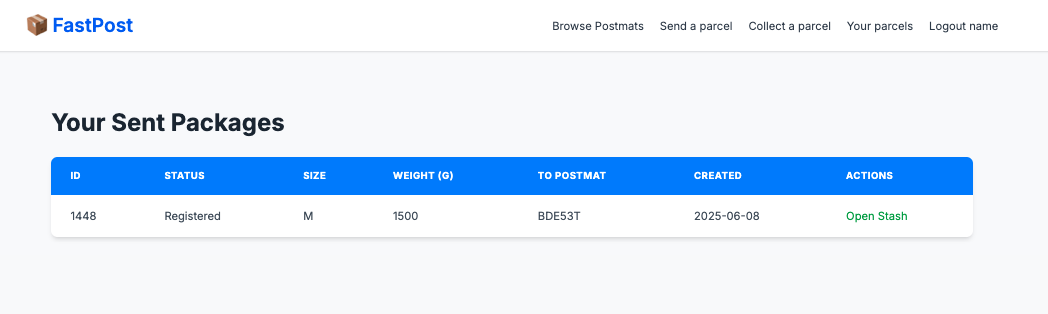 FastPost
Browse Postmats Send a parcel Collect a parcel Your parcels Logout name
Your Sent Packages
ID STATUS SIZE WEIGHT (G) TO POSTMAT CREATED ACTIONS
1448 Registered M 1500 BDE53T 2025-06-08 Open Stash